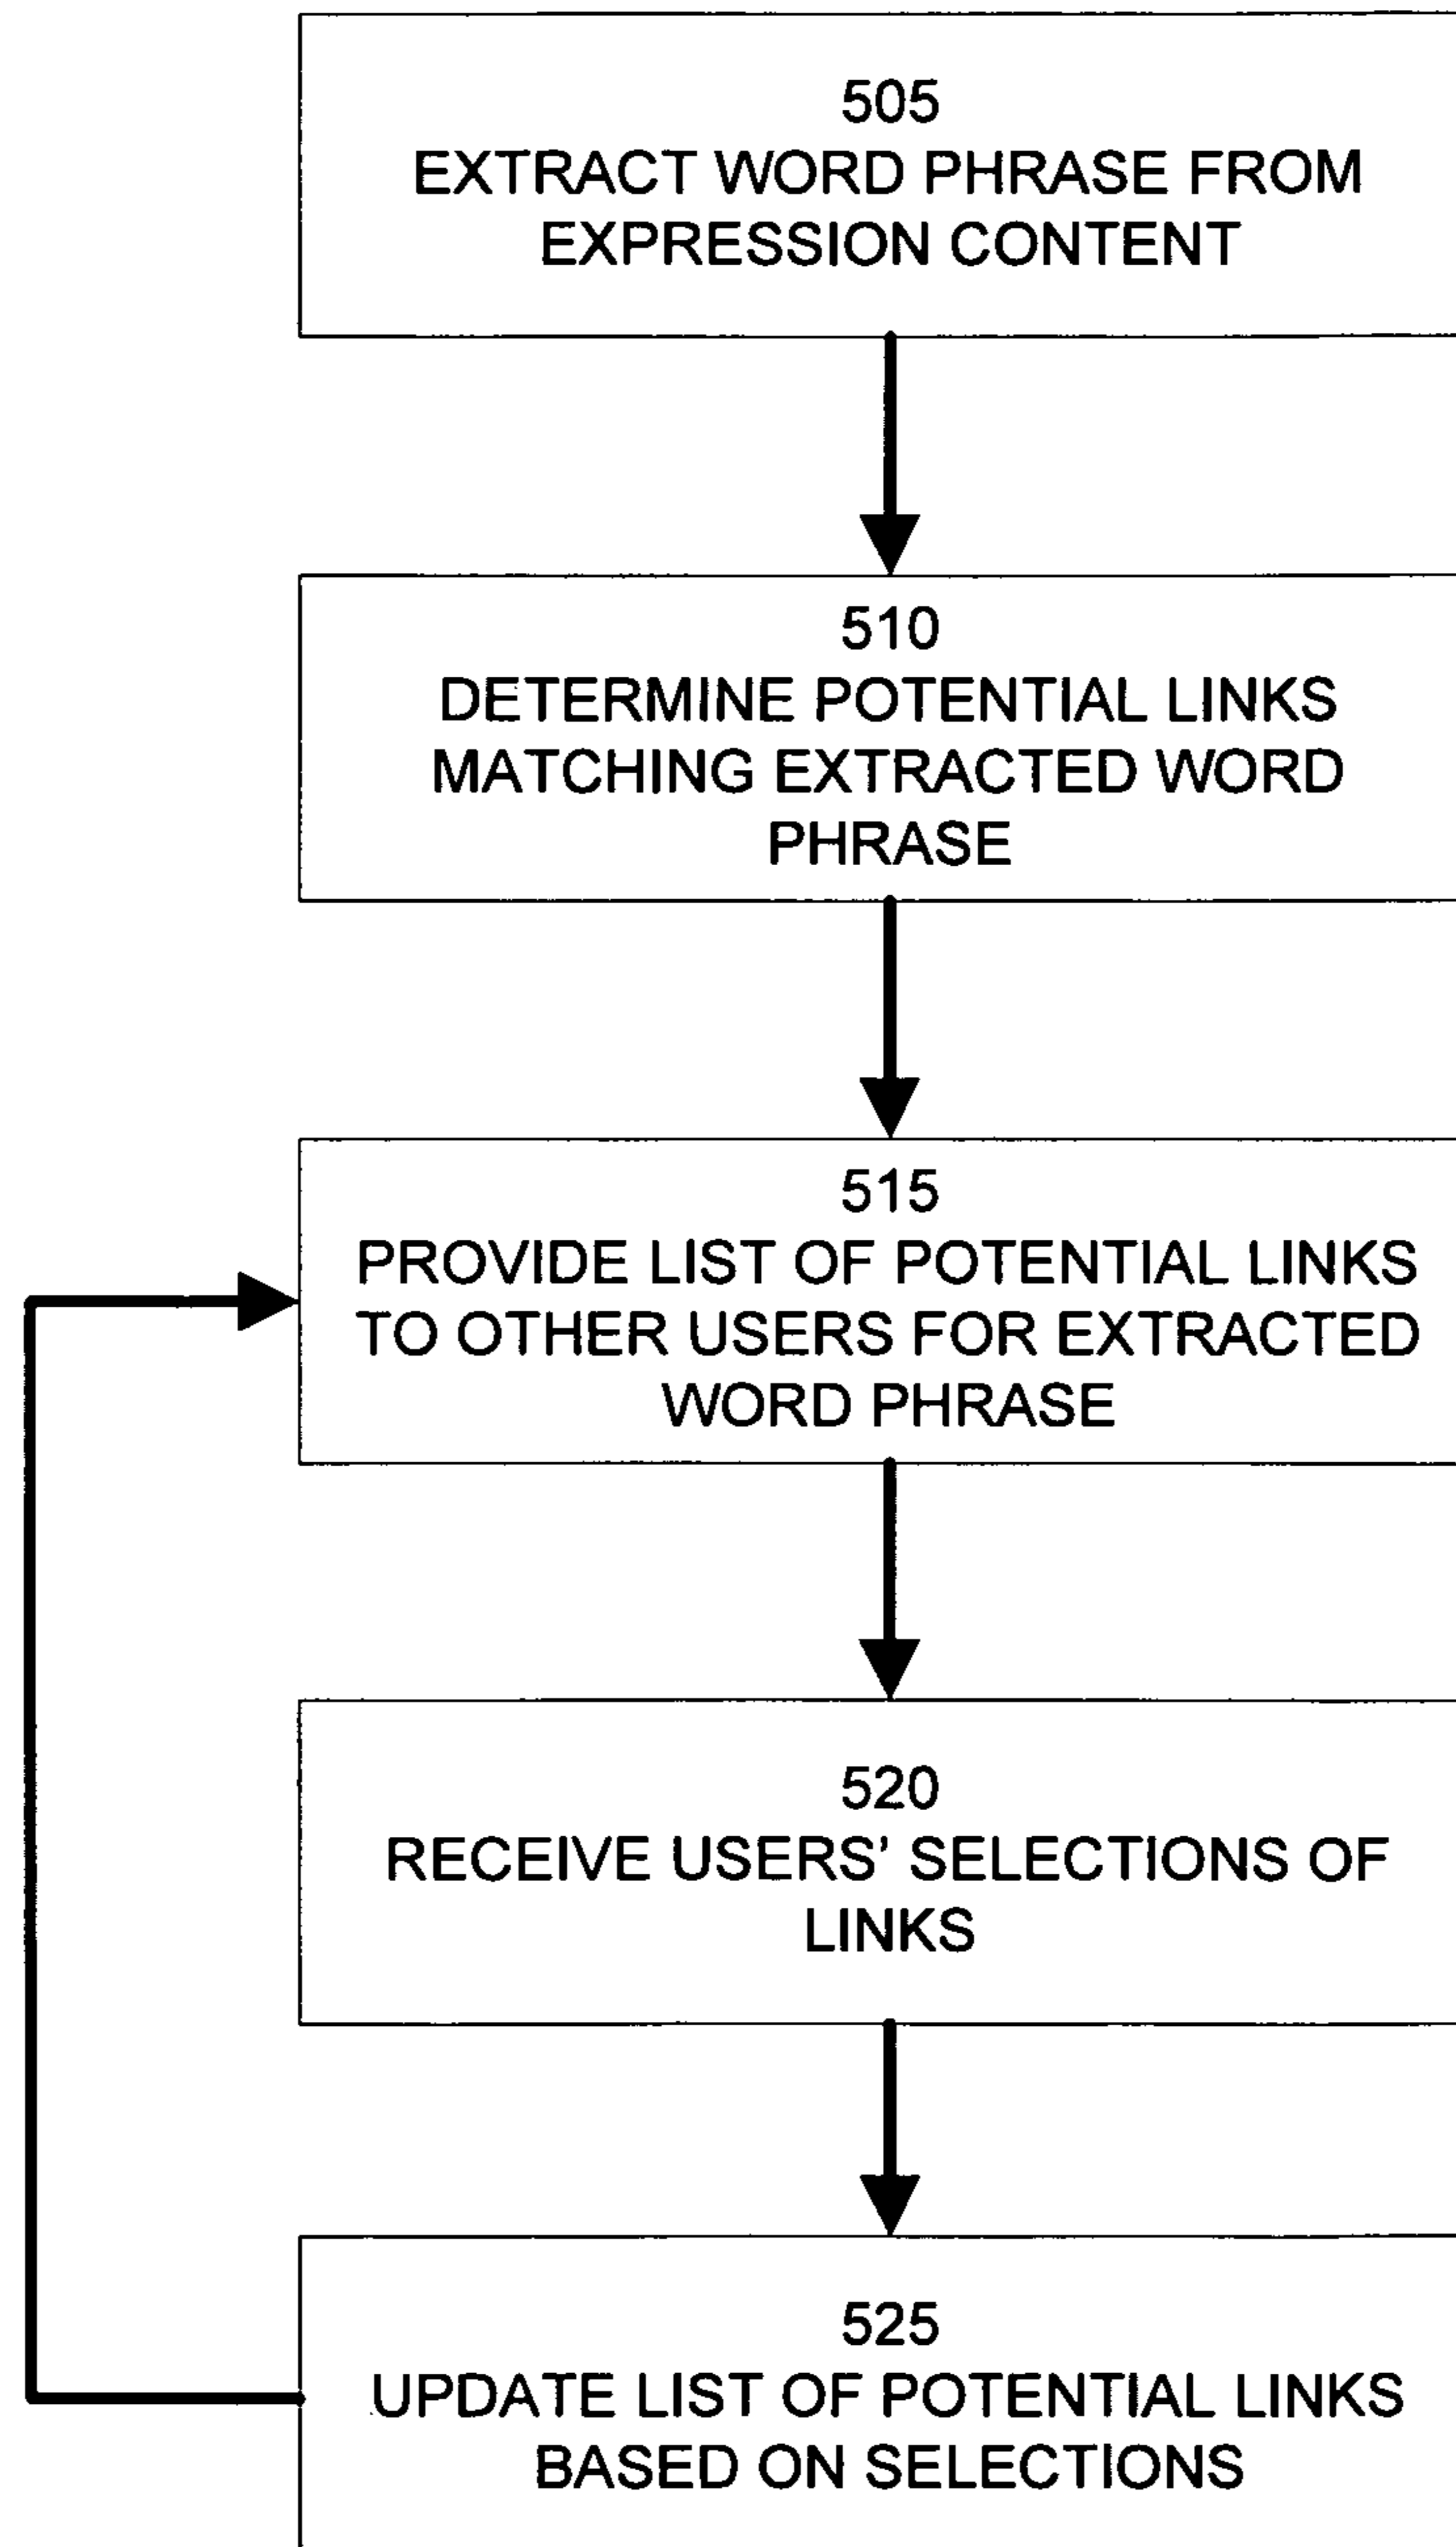 505
EXTRACT WORD PHRASE FROM
EXPRESSION CONTENT
510
DETERMINE POTENTIAL LINKS
MATCHING EXTRACTED WORD
PHRASE
515
PROVIDE LIST OF POTENTIAL LINKS
TO OTHER USERS FOR EXTRACTED
WORD PHRASE
520
RECEIVE USERS’ SELECTIONS OF
LINKS
525
UPDATE LIST OF POTENTIAL LINKS
BASED ON SELECTIONS